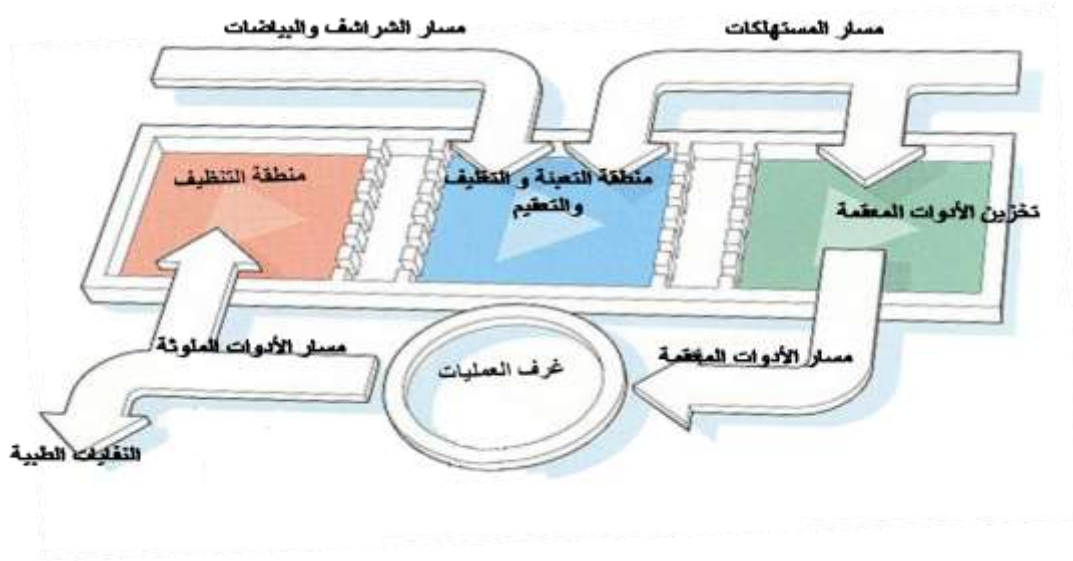 مسار المستهلكات
مسار الشراشف والبياضات
منطقة التنظيف
منطقة التعبئة و التغليف
والتعقيم
تخزين الأدوات المعقمة
مسار الأدوات الملوثة
غرف العمليات
مسار الأدوات المعقمة
النفايات الطبية